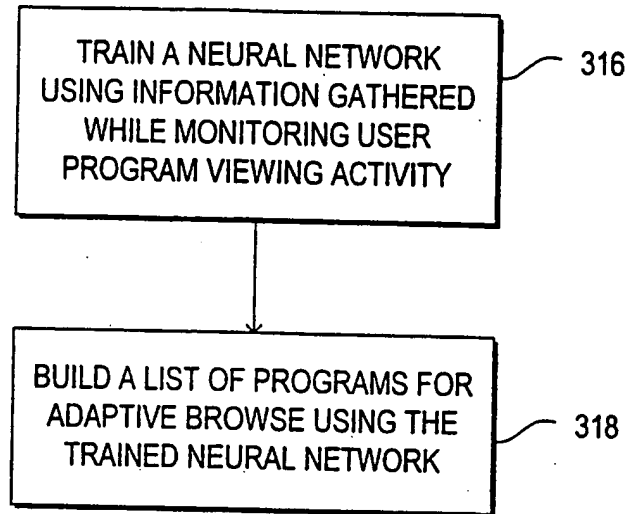 TRAIN A NEURAL NETWORK
USING INFORMATION GATHERED
WHILE MONITORING USER
PROGRAM VIEWING ACTIVITY
316
BUILD A LIST OF PROGRAMS FOR
ADAPTIVE BROWSE USING THE
TRAINED NEURAL NETWORK
318